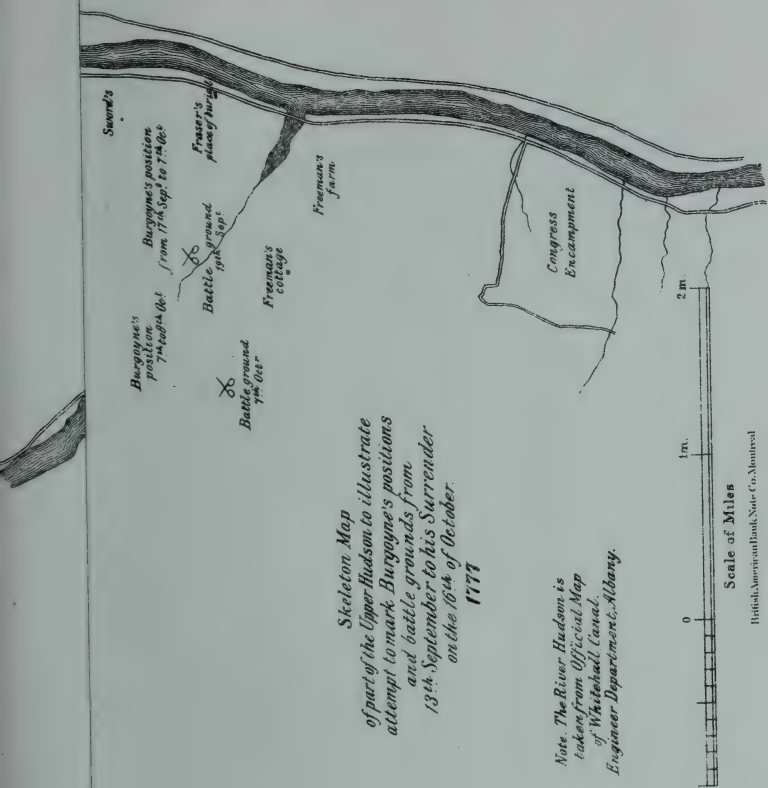 Sword's
Burgoyne's position
from 17th Sept to 7th Oct
Fraser's
place of burial
Burgoyne's
position
7th to 8th Oct
Battle ground
19th Sept
Freeman's
farm
Freeman's
cottage
Battle ground
7th Octr
Congress
Encampment
Skeleton Map
of part of the Upper Hudson to illustrate
attempt to mark Burgoyne's positions
and battle grounds from
13th September to his Surrender
on the 16th of October.
1777
Note. The River Hudson is
taken from Official Map
of Whitehall Canal.
Engineer Department, Albany.
0
1m.
2 m.
Scale of Miles
British American Bank Note Co. Montreal